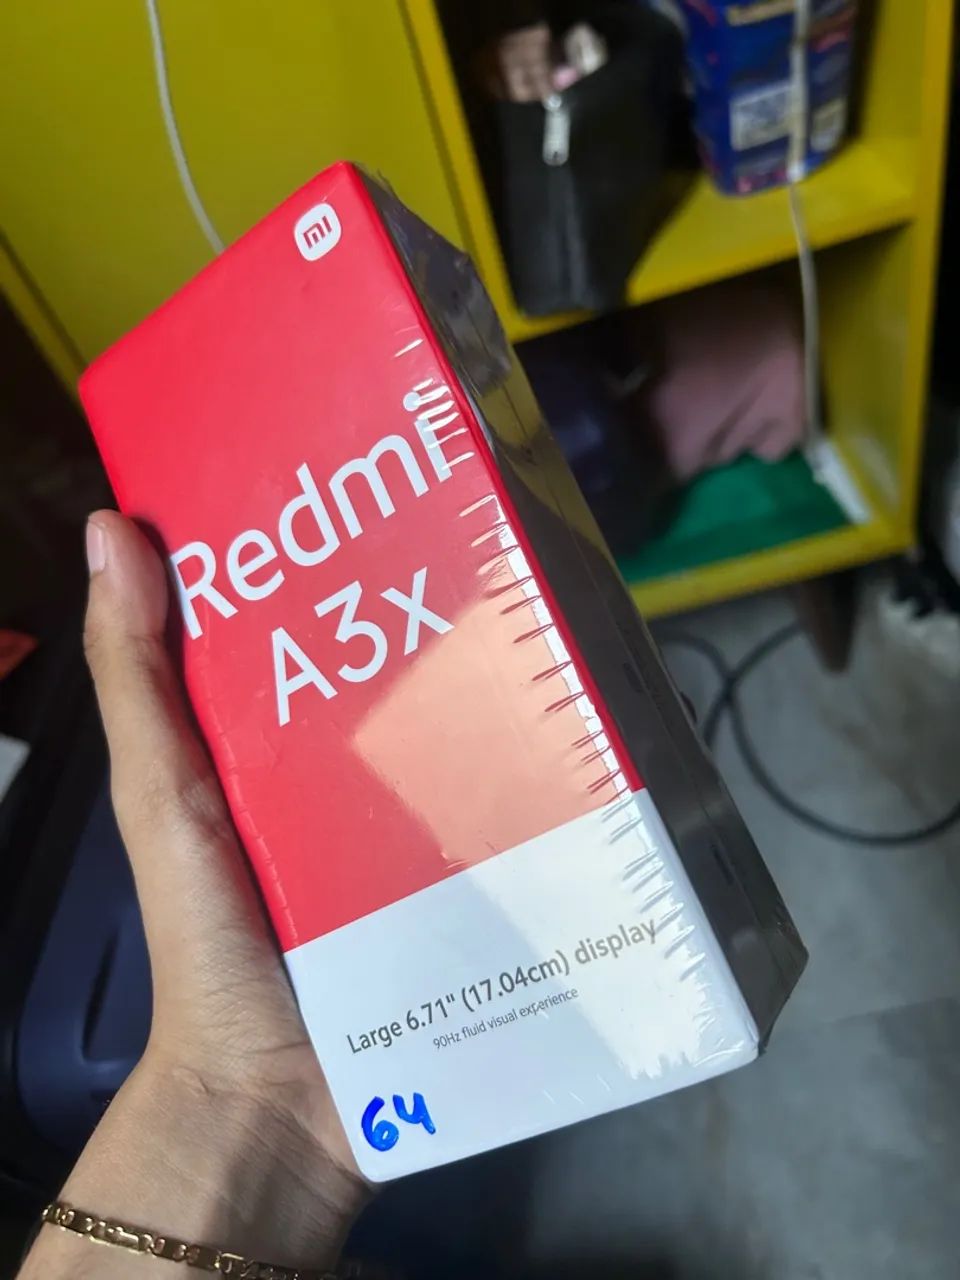 mi
Redmi
A3x
Large 6.71" (17.04cm) display
90Hz fluid visual experience
64